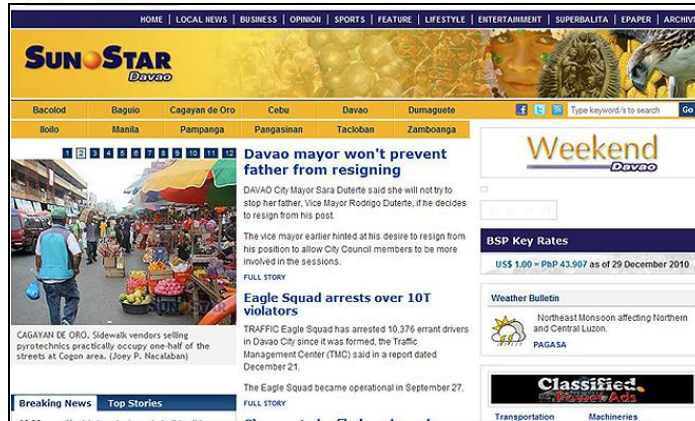 HOME | LOCAL NEWS | BUSINESS | OPINION | SPORTS | FEATURE | LIFESTYLE | ENTERTAINMENT | SUPERBALITA | EPAPER |
SUN STAR
Davao
Bacolod Baguio Cagayan de Oro Cebu Davao Dumaguete
Iloilo Manila Pampanga Pangasinan Tacloban Zamboanga
Type keyword/s to search Go
1 2 3 4 5 6 7 8 9 10 11 12
CAGAYAN DE ORO. Sidewalk vendors selling
pyrotechnics practically occupy one-half of the
streets at Cogon area. (Joey P. Nacalaban)
Breaking News Top Stories
Davao mayor won't prevent
father from resigning
DAVAO City Mayor Sara Duterte said she will not try to
stop her father, Vice Mayor Rodrigo Duterte, if he decides
to resign from his post.
The vice mayor earlier hinted at his desire to resign from
his position to allow City Council members to be more
involved in the sessions.
FULL STORY
Eagle Squad arrests over 10T
violators
TRAFFIC Eagle Squad has arrested 10,376 errant drivers
in Davao City since it was formed, the Traffic
Management Center (TMC) said in a report dated
December 21.
The Eagle Squad became operational in September 27.
FULL STORY
Weekend
Davao
BSP Key Rates
US$ 1.00 = PhP 43.907 as of 29 December 2010
Weather Bulletin
Northeast Monsoon affecting Northern
and Central Luzon.
PAGASA
Classified
Power Ads
Transportation Machineries